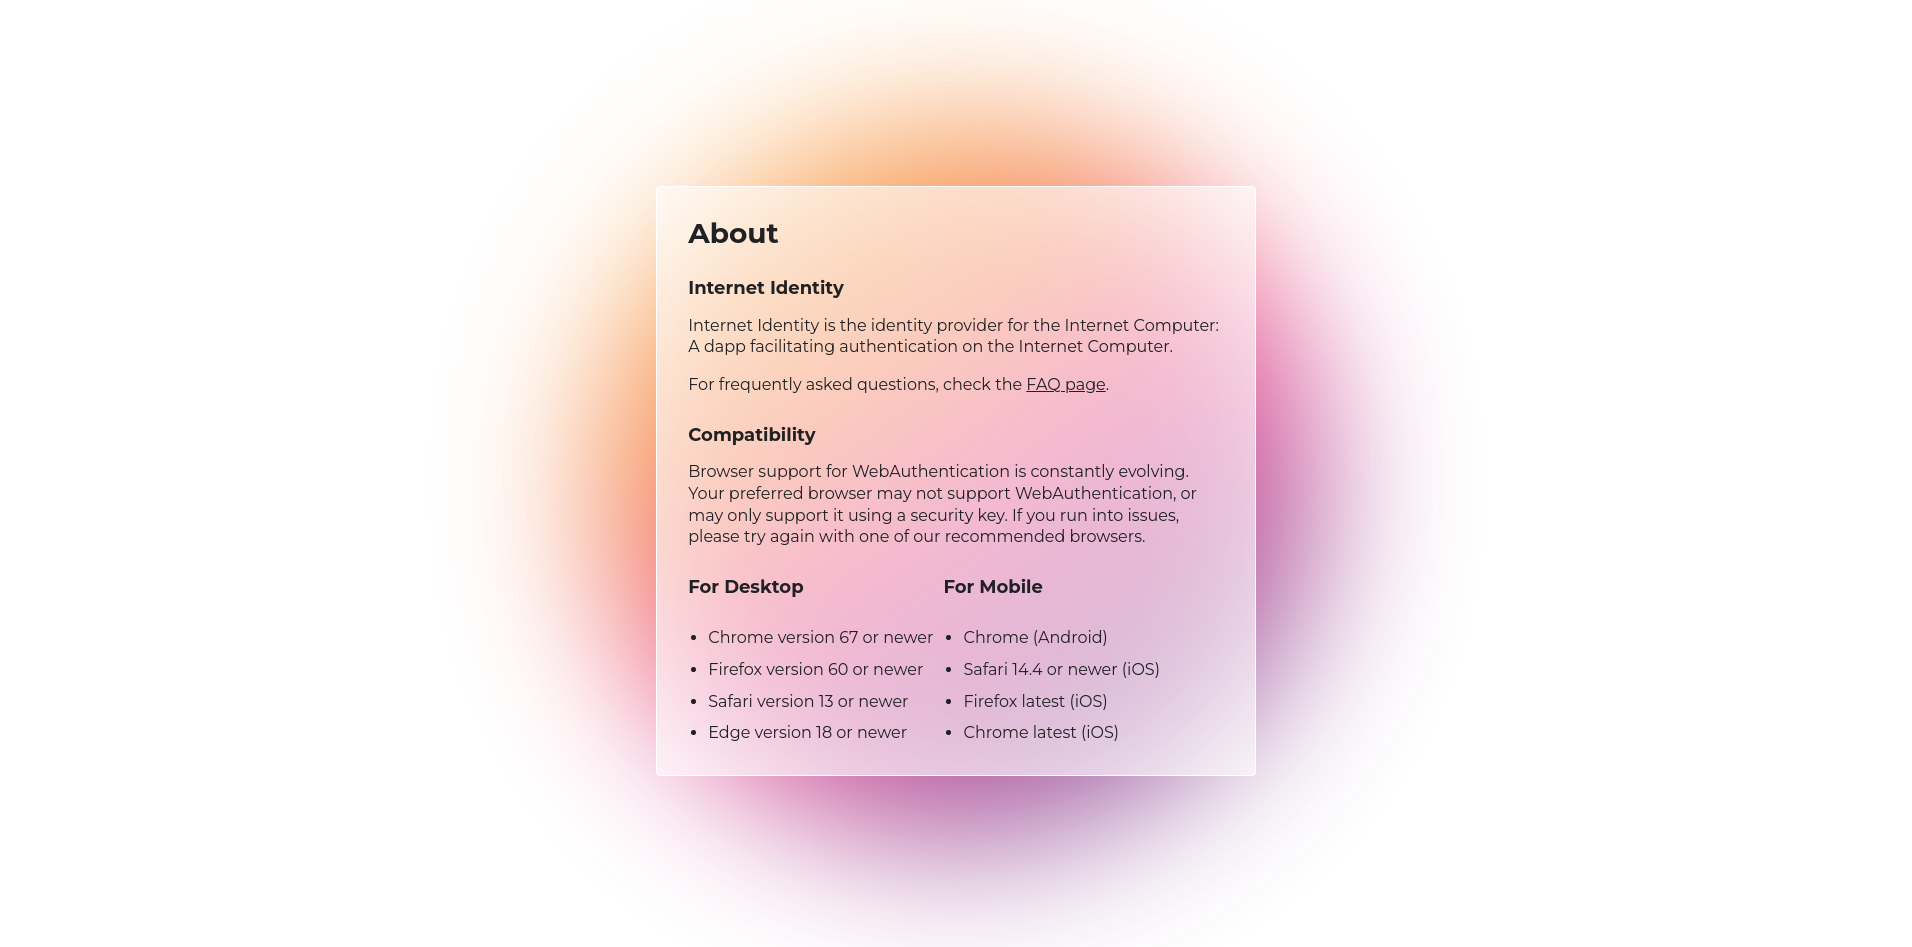 About
Internet Identity
Internet Identity is the identity provider for the Internet Computer:
A dapp facilitating authentication on the Internet Computer.
For frequently asked questions, check the FAQ page.
Compatibility
Browser support for WebAuthentication is constantly evolving.
Your preferred browser may not support WebAuthentication, or
may only support it using a security key. If you run into issues,
please try again with one of our recommended browsers.
For Desktop
• Chrome version 67 or newer
• Firefox version 60 or newer
• Safari version 13 or newer
• Edge version 18 or newer
For Mobile
• Chrome (Android)
• Safari 14.4 or newer (iOS)
• Firefox latest (iOS)
• Chrome latest (iOS)